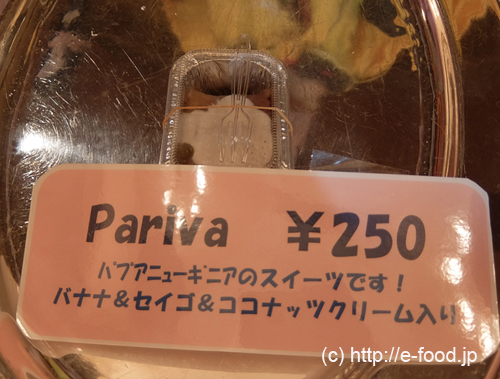 Pariva ￥250
パプアニューギニアのスイーツです！
バナナ&セイゴ&ココナッツクリーム入り
(c) http://e-food.jp